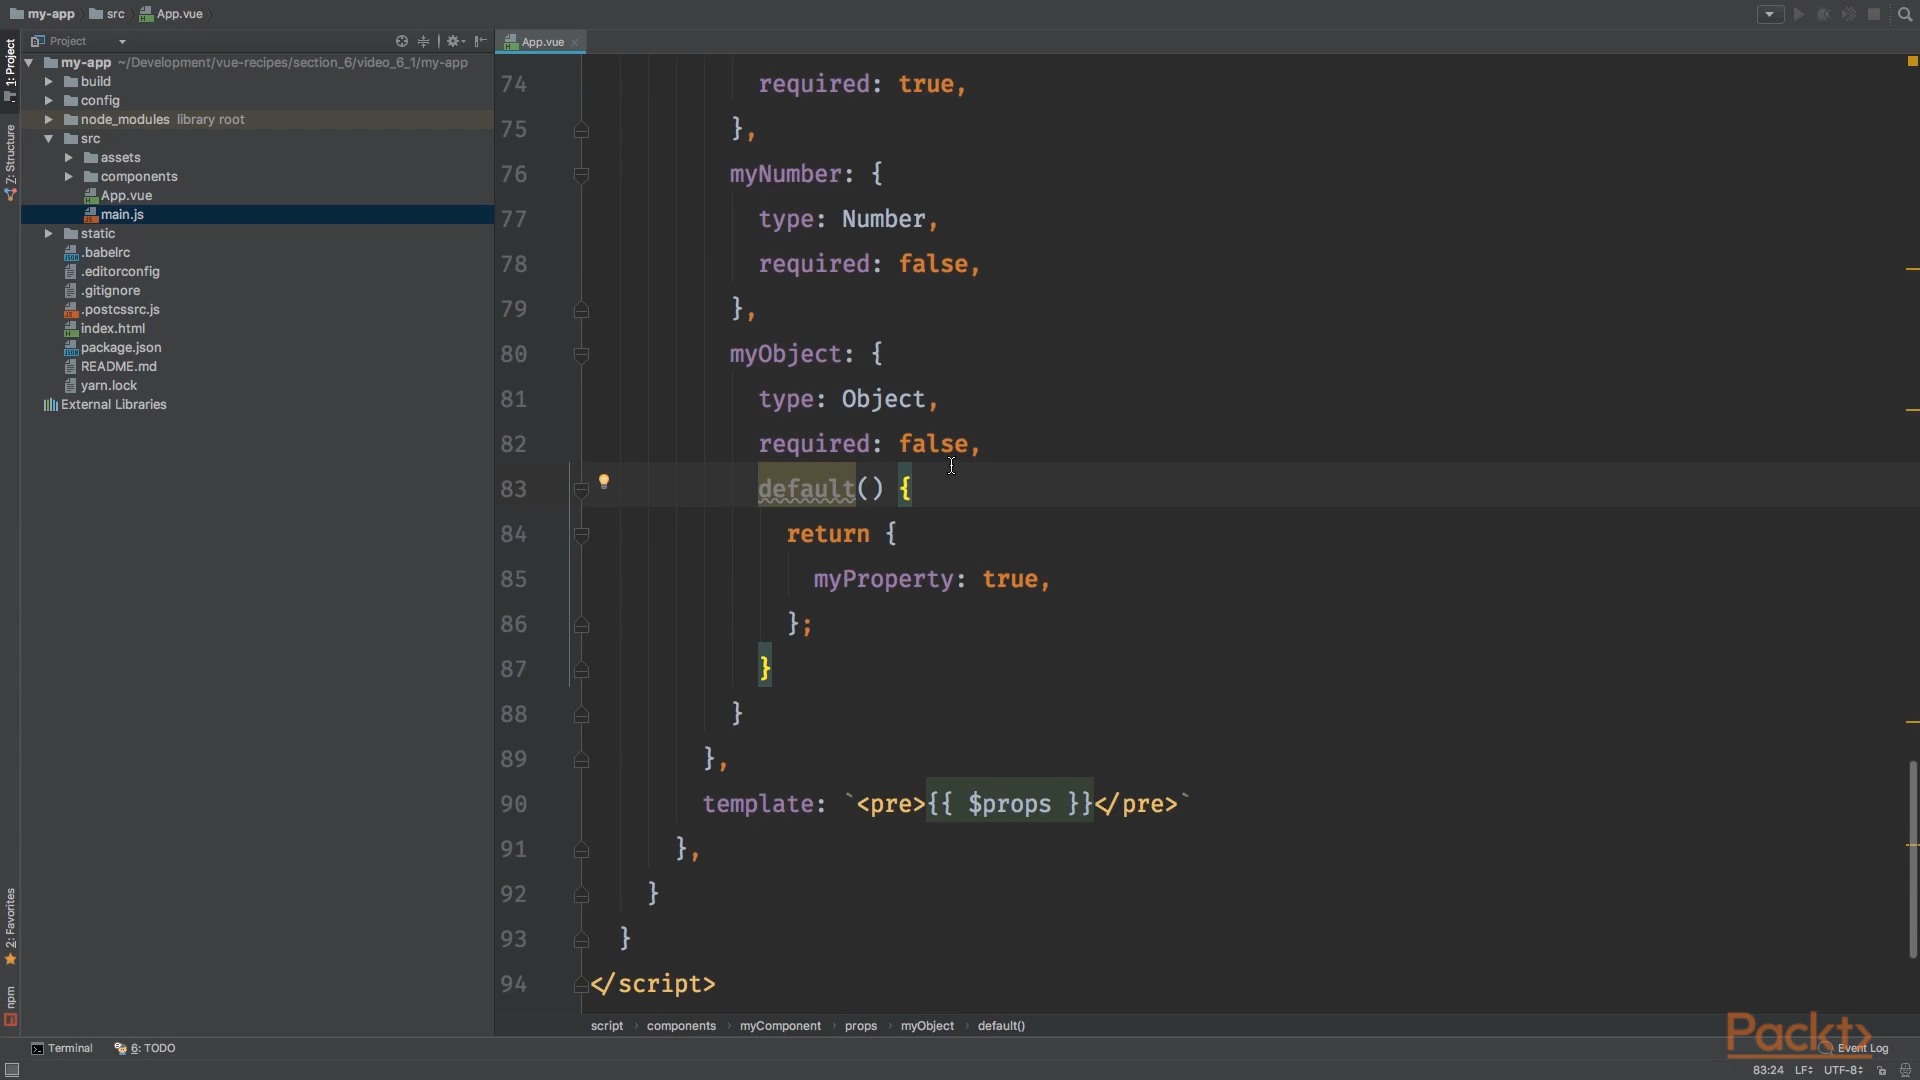 my-app src App.vue
1: Project
Z: Structure
2: Favorites
npm
Project
my-app ~/Development/vue-recipes/section_6/video_6_1/my-app
build
config
node_modules library root
src
assets
components
App.vue
main.js
static
.babelrc
.editorconfig
.gitignore
.postcssrc.js
index.html
package.json
README.md
yarn.lock
External Libraries
App.vue
74 required: true,
75 },
76 myNumber: {
77 type: Number,
78 required: false,
79 },
80 myObject: {
81 type: Object,
82 required: false,
83 default() {
84 return {
85 myProperty: true,
86 };
87 }
88 }
89 },
90 template: `<pre>{{ $props }}</pre>`
91 },
92 }
93 }
94 </script>
script components myComponent props myObject default()
Packt>
Terminal 6: TODO Event Log
83:24 LF UTF-8